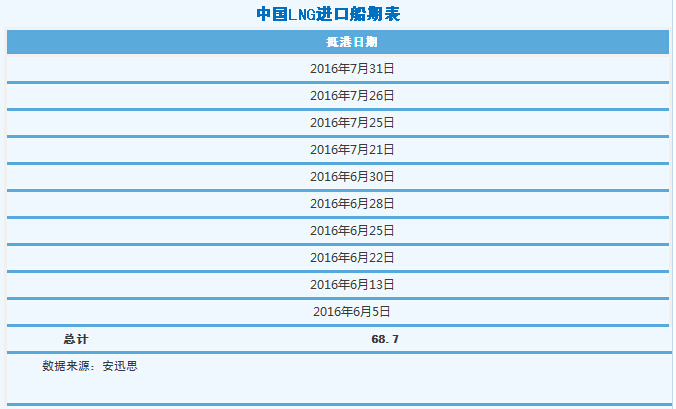 中国LNG进口船期表
抵港日期
2016年7月31日
2016年7月26日
2016年7月25日
2016年7月21日
2016年6月30日
2016年6月28日
2016年6月25日
2016年6月22日
2016年6月13日
2016年6月5日
总计 68.7
数据来源：安迅思